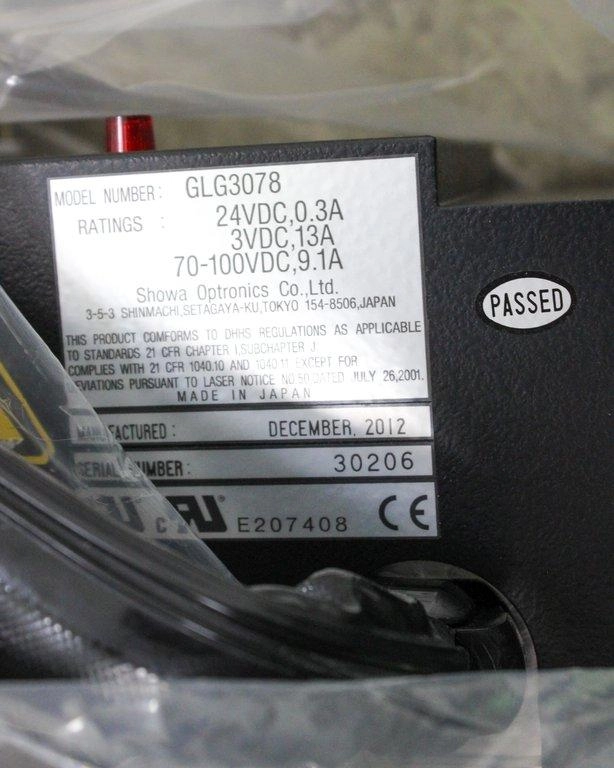 MODEL NUMBER: GLG3078
RATINGS : 24VDC,0.3A
3VDC,13A
70-100VDC,9.1A
Showa Optronics Co.,Ltd.
3-5-3 SHINMACHI,SETAGAYA-KU,TOKYO 154-8506,JAPAN
THIS PRODUCT COMFORMS TO DHHS REGULATIONS AS APPLICABLE
TO STANDARDS 21 CFR CHAPTER I,SUBCHAPTER J
COMPLIES WITH 21 CFR 1040.10 AND 1040.11 EXCEPT FOR
DEVIATIONS PURSUANT TO LASER NOTICE NO.50 DATED JULY 26,2001.
MADE IN JAPAN
MANUFACTURED : DECEMBER, 2012
SERIAL NUMBER: 30206
E207408 CE
PASSED